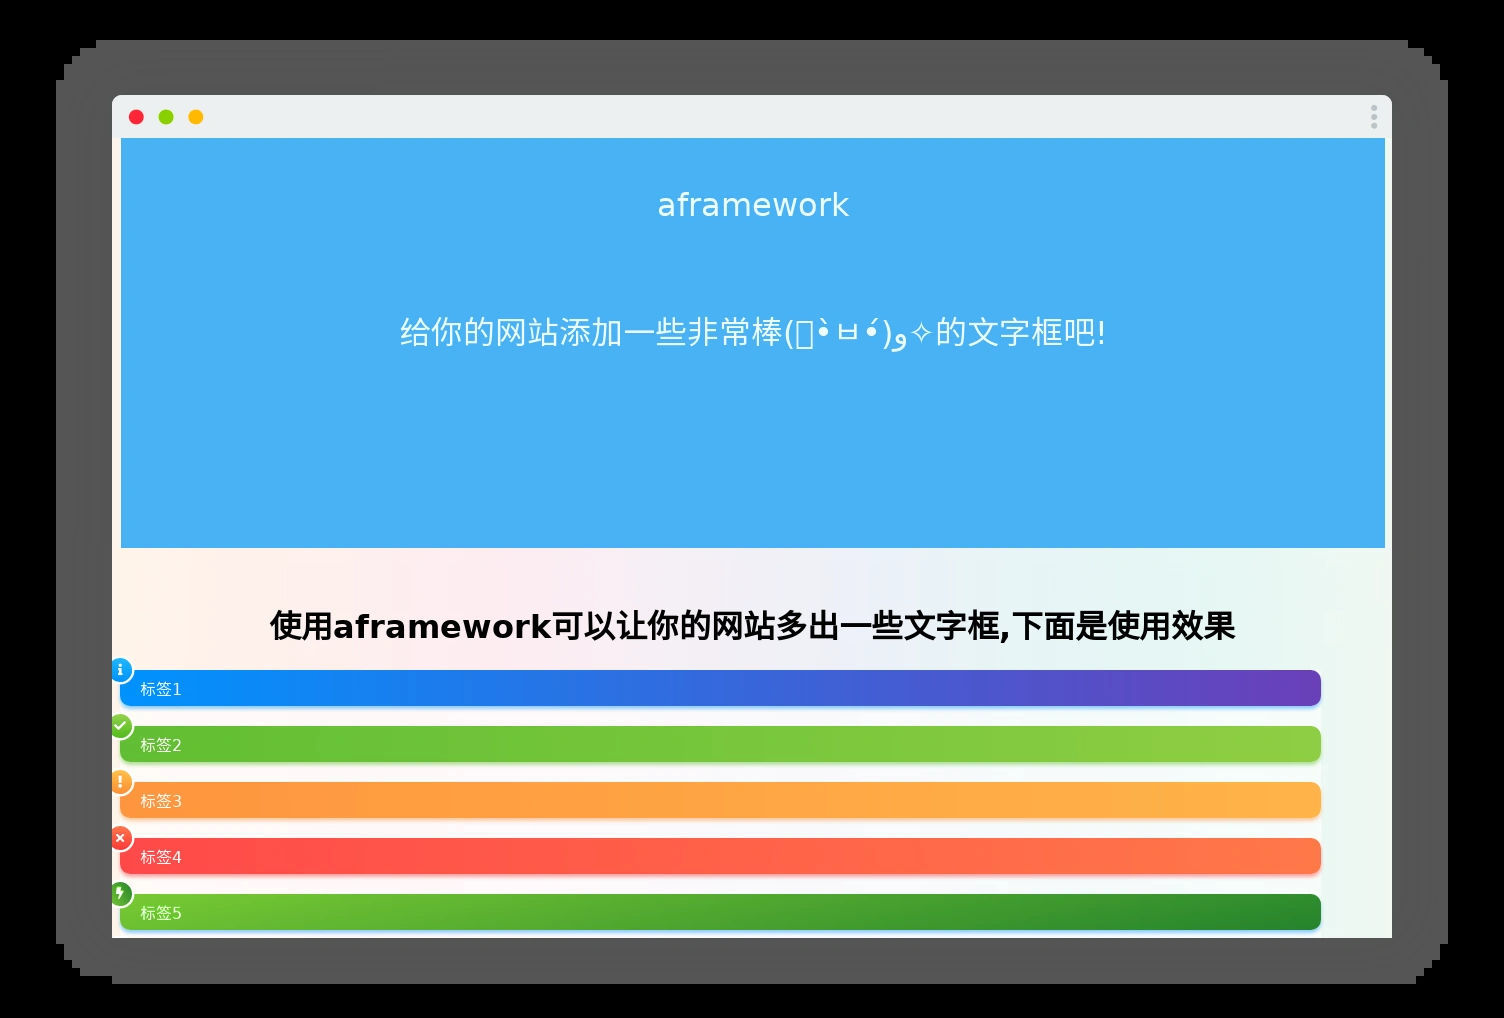 aframework
给你的网站添加一些非常棒(•̀ㅂ•́)و✧的文字框吧!
使用aframework可以让你的网站多出一些文字框,下面是使用效果
标签1
标签2
标签3
标签4
标签5